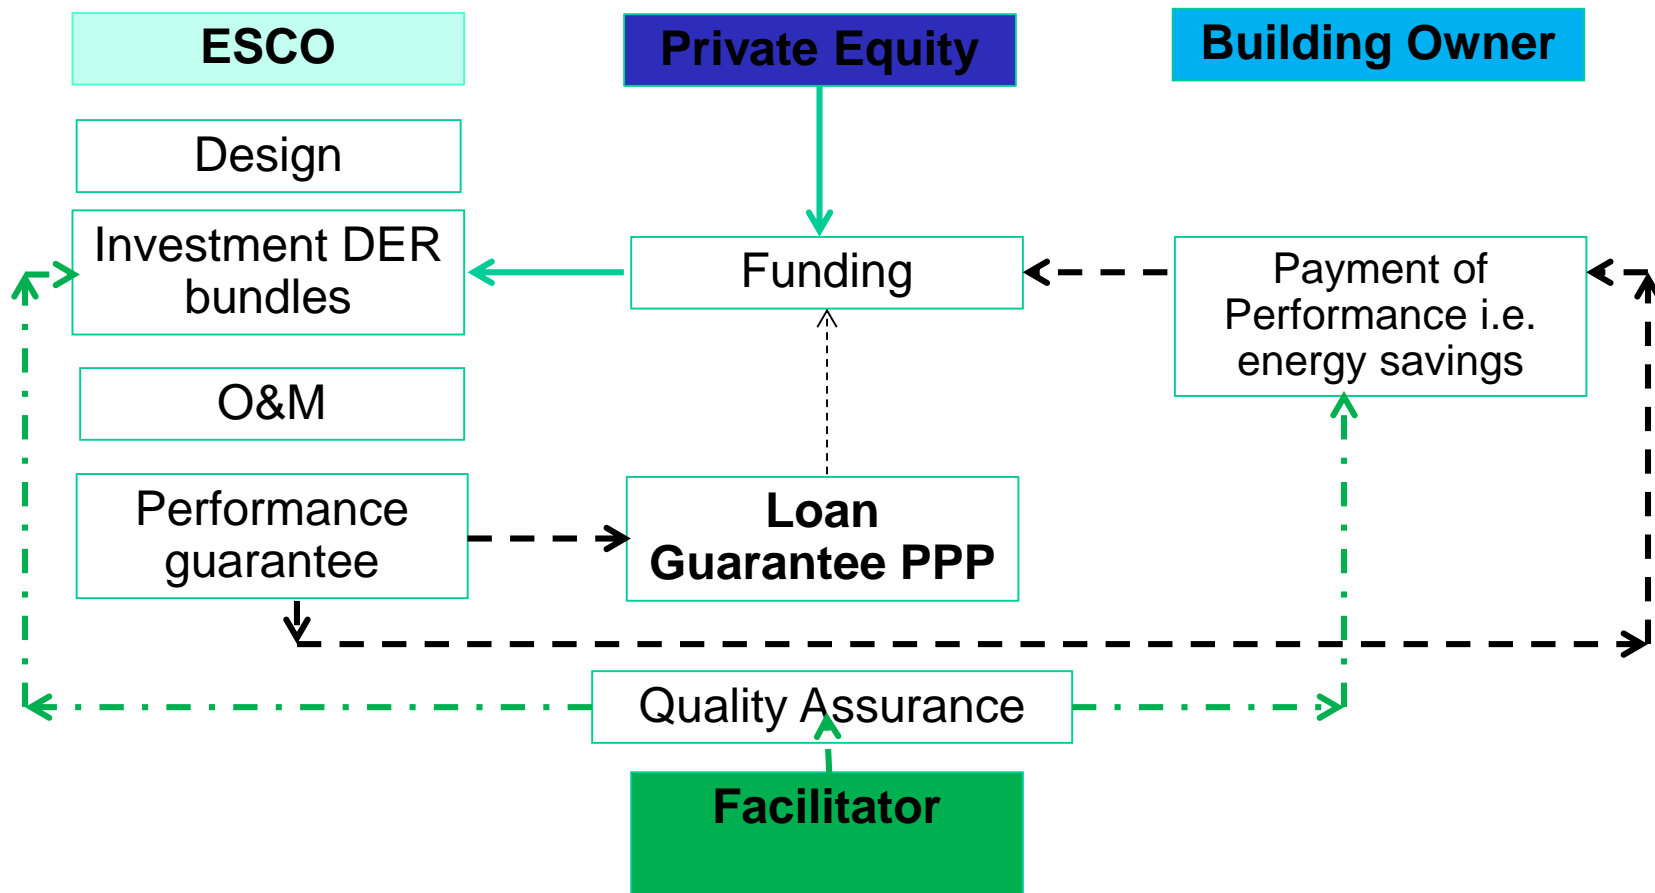 ESCO
Private Equity
Building Owner
Design
Investment DER
bundles
Funding
Payment of
Performance i.e.
energy savings
O&M
Performance
guarantee
Loan
Guarantee PPP
Quality Assurance
Facilitator